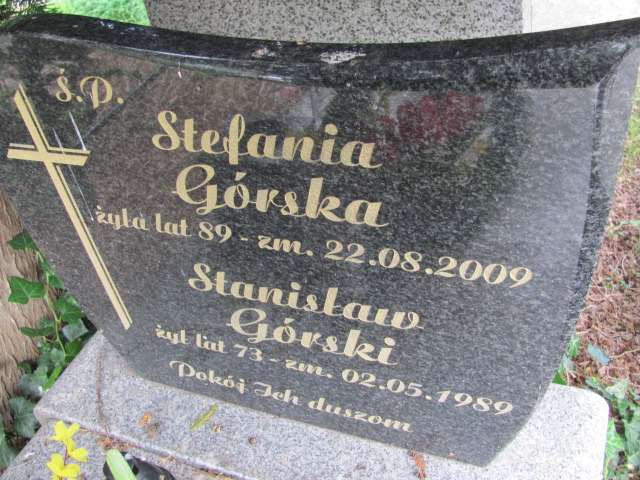 Ś.P.
Stefania
Górska
żyła lat 89 - zm. 22.08.2009
Stanisław
Górski
żył lat 73 - zm. 02.05.1989
Pokój Ich duszom